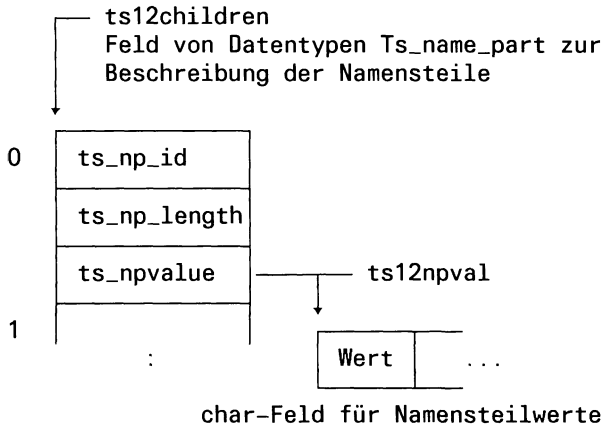 ts12children
Feld von Datentypen Ts_name_part zur
Beschreibung der Namensteile
0
ts_np_id
ts_np_length
ts_npvalue
ts12npval
1
:
Wert
...
char-Feld für Namensteilwerte